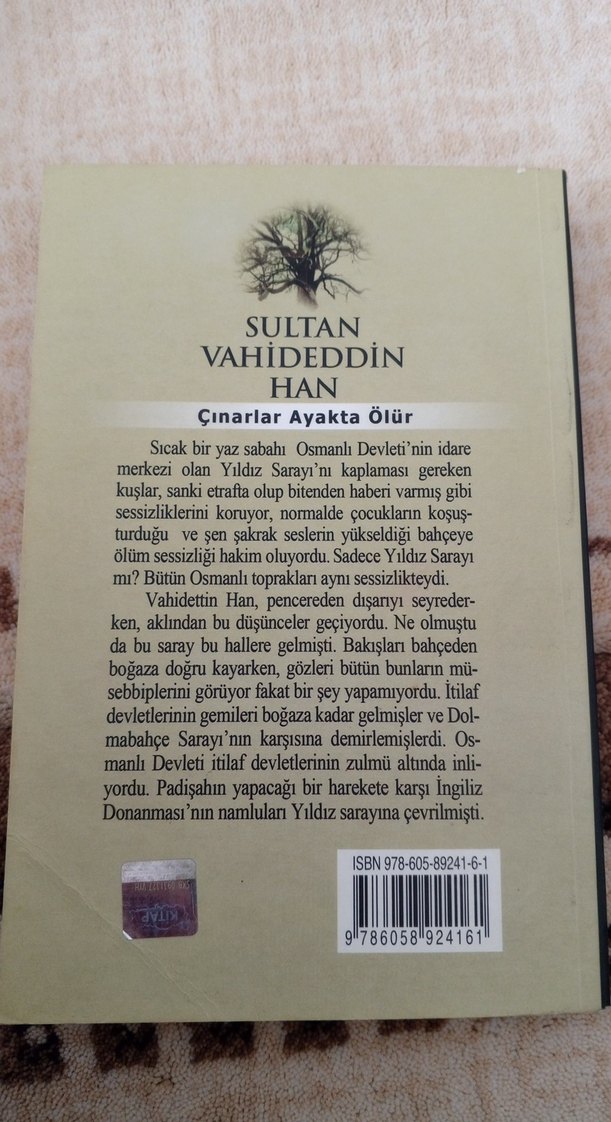 SULTAN
VAHİDEDDİN
HAN
Çınarlar Ayakta Ölür
Sıcak bir yaz sabahı Osmanlı Devleti'nin idare
merkezi olan Yıldız Sarayı'nı kaplaması gereken
kuşlar, sanki etrafta olup bitenden haberi varmış gibi
sessizliklerini koruyor, normalde çocukların koşuş-
turduğu ve şen şakrak seslerin yükseldiği bahçeye
ölüm sessizliği hakim oluyordu. Sadece Yıldız Sarayı
mı? Bütün Osmanlı toprakları aynı sessizlikteydi.
Vahidettin Han, pencereden dışarıyı seyreder-
ken, aklından bu düşünceler geçiyordu. Ne olmuştu
da bu saray bu hallere gelmişti. Bakışları bahçeden
boğaza doğru kayarken, gözleri bütün bunların mü-
sebbiplerini görüyor fakat bir şey yapamıyordu. İtilaf
devletlerinin gemileri boğaza kadar gelmişler ve Dol-
mabahçe Sarayı'nın karşısına demirlemişlerdi. Os-
manlı Devleti itilaf devletlerinin zulmü altında inli-
yordu. Padişahın yapacağı bir harekete karşı İngiliz
Donanması'nın namluları Yıldız sarayına çevrilmişti.
ISBN 978-605-89241-6-1
9 786058 924161
KİTAP